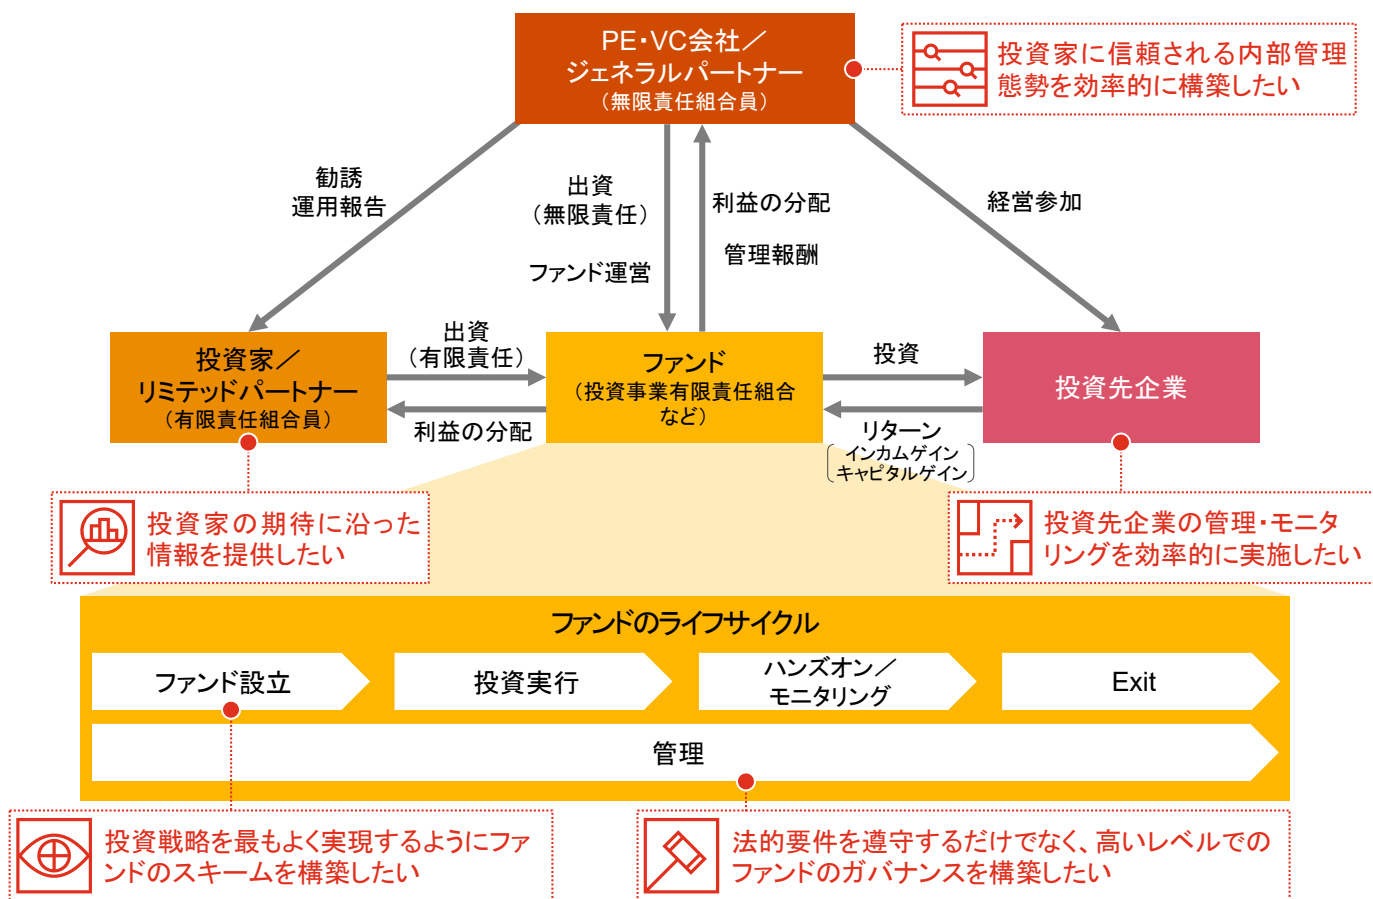 PE・VC会社／
ジェネラルパートナー
（無限責任組合員）
投資家に信頼される内部管理
態勢を効率的に構築したい
勧誘
運用報告
出資
（無限責任）
ファンド運営
利益の分配
管理報酬
経営参加
投資家／
リミテッドパートナー
（有限責任組合員）
出資
（有限責任）
利益の分配
ファンド
（投資事業有限責任組合
など）
投資
リターン
インカムゲイン
キャピタルゲイン
投資先企業
投資家の期待に沿った
情報を提供したい
投資先企業の管理・モニタ
リングを効率的に実施したい
ファンドのライフサイクル
ファンド設立
投資実行
ハンズオン／
モニタリング
Exit
管理
投資戦略を最もよく実現するようにファ
ンドのスキームを構築したい
法的要件を遵守するだけでなく、高いレベルでの
ファンドのガバナンスを構築したい